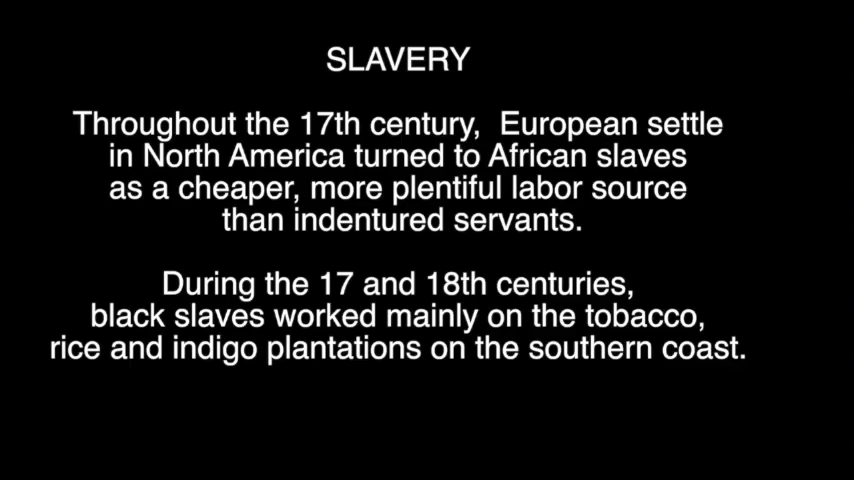 SLAVERY
Throughout the 17th century,  European settle
in North America turned to African slaves
as a cheaper, more plentiful labor source
than indentured servants.
During the 17 and 18th centuries,
black slaves worked mainly on the tobacco,
rice and indigo plantations on the southern coast.